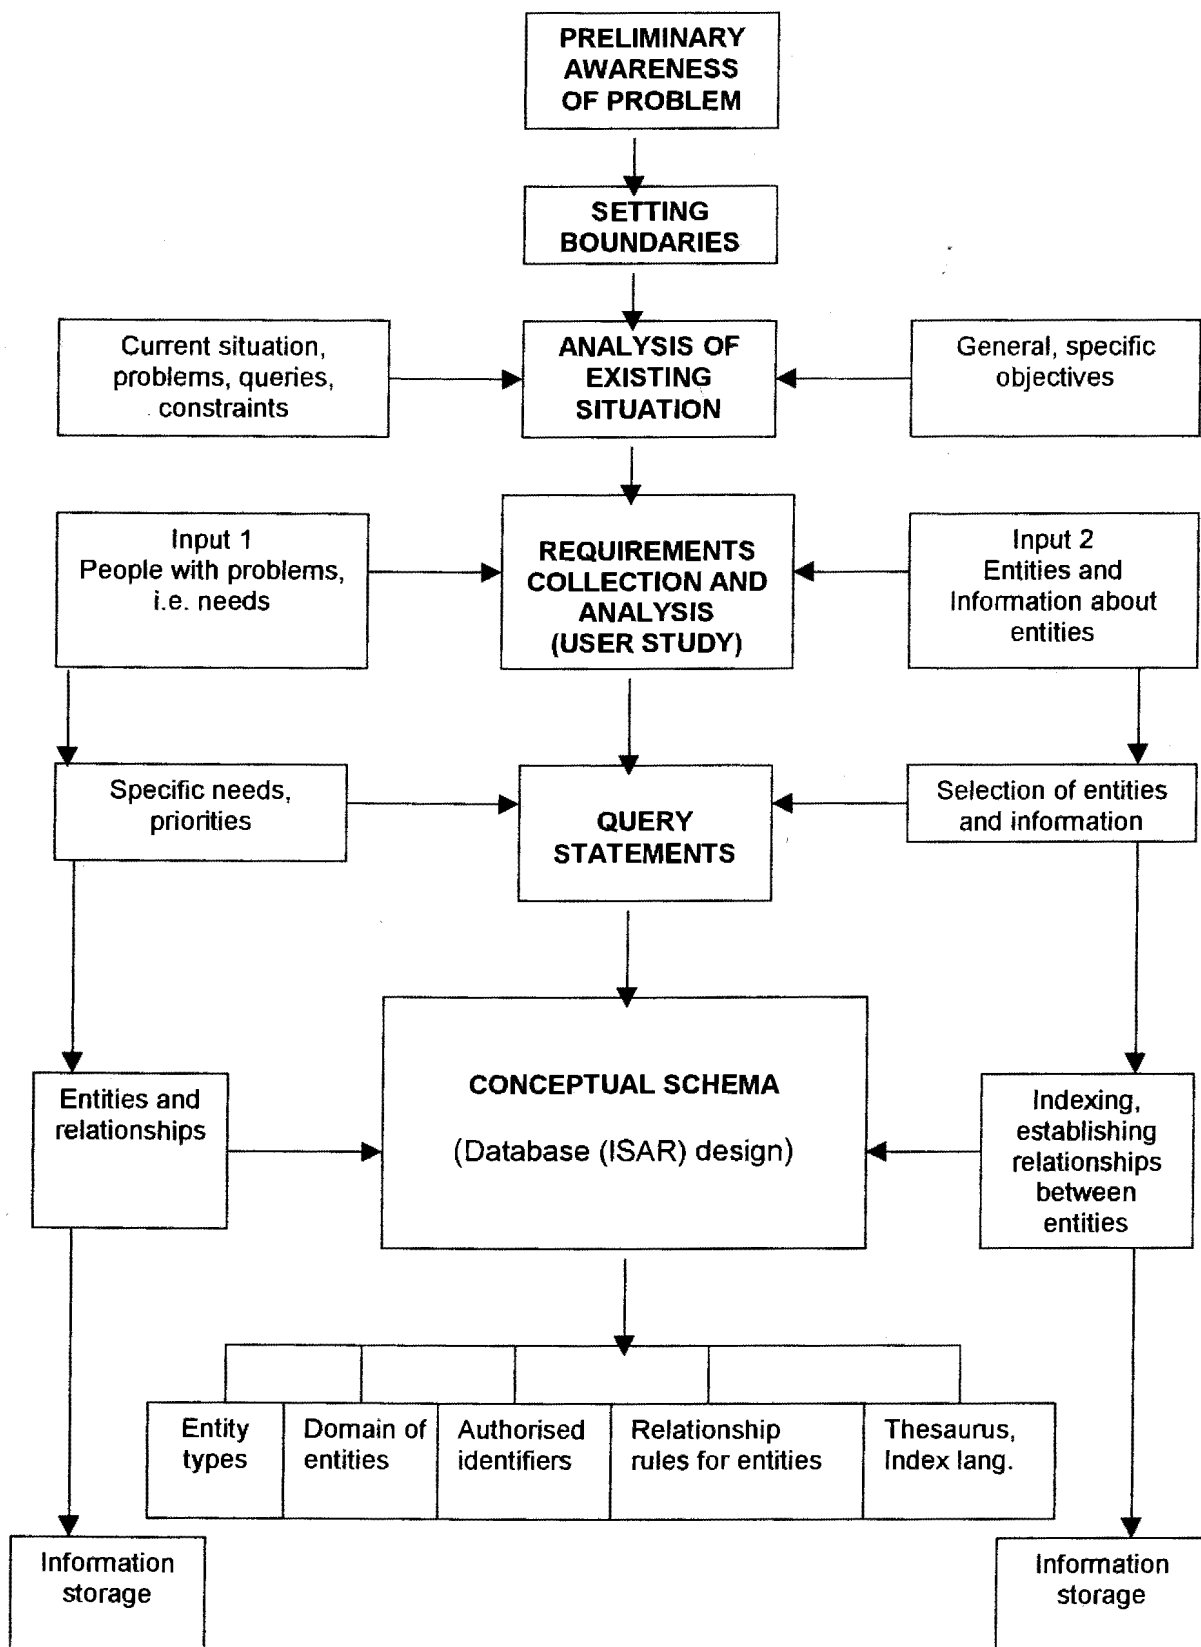 PRELIMINARY
AWARENESS
OF PROBLEM
SETTING
BOUNDARIES
Current situation,
problems, queries,
constraints
ANALYSIS OF
EXISTING
SITUATION
General, specific
objectives
Input 1
People with problems,
i.e. needs
REQUIREMENTS
COLLECTION AND
ANALYSIS
(USER STUDY)
Input 2
Entities and
Information about
entities
Specific needs,
priorities
QUERY
STATEMENTS
Selection of entities
and information
Entities and
relationships
CONCEPTUAL SCHEMA
(Database (ISAR) design)
Indexing,
establishing
relationships
between
entities
Entity
types
Domain of
entities
Authorised
identifiers
Relationship
rules for entities
Thesaurus,
Index lang.
Information
storage
Information
storage